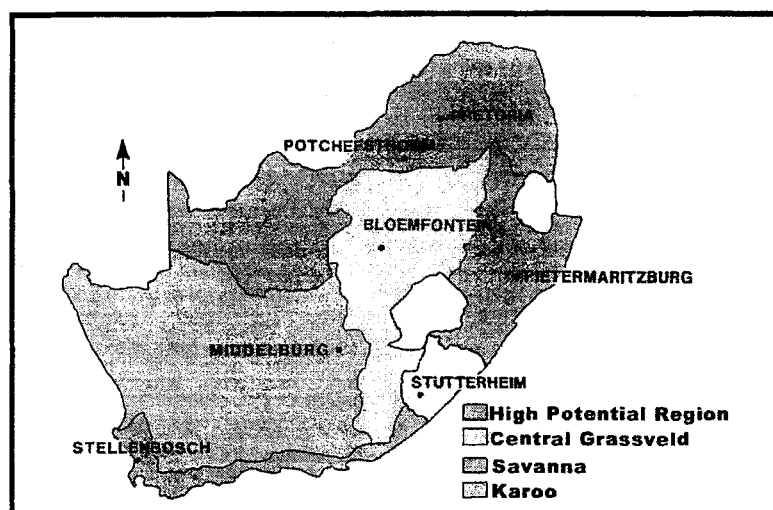 PRETORIA
POTCHEFSTROOM
N
BLOEMFONTEIN
PIETERMARITZBURG
MIDDELBURG
STUTTERHEIM
High Potential Region
STELLENBOSCH
Central Grassveld
Savanna
Karoo